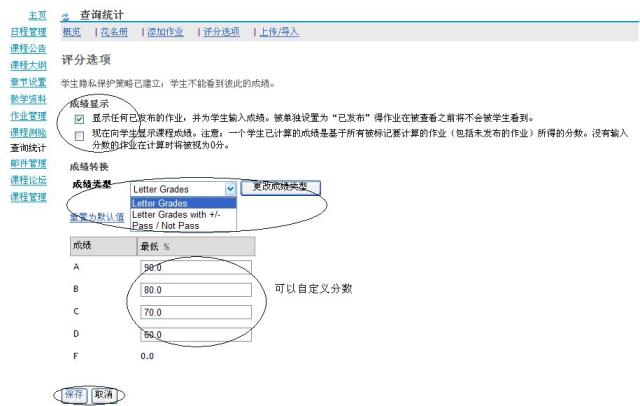 主页
日程管理
课程公告
课程大纲
章节设置
教学资料
作业管理
课程测验
查询统计
邮件管理
课程论坛
课程管理
查询统计
概览 | 花名册 | 添加作业 | 评分选项 | 上传/导入
评分选项
学生隐私保护策略已建立：学生不能看到彼此的成绩。
成绩显示
显示任何已发布的作业，并为学生输入成绩。被单独设置为“已发布”得作业在被查看之前将不会被学生看到。
现在向学生显示课程成绩。注意：一个学生已计算的成绩是基于所有被标记要计算的作业（包括未发布的作业）所得的分数。没有输入
分数的作业在计算时将被视为0分。
成绩转换
成绩类型 Letter Grades 更改成绩类型
Letter Grades
Letter Grades with +/-
Pass / Not Pass
重置为默认值
成绩 最低 %
A 90.0
B 80.0
可以自定义分数
C 70.0
D 60.0
F 0.0
保存 取消